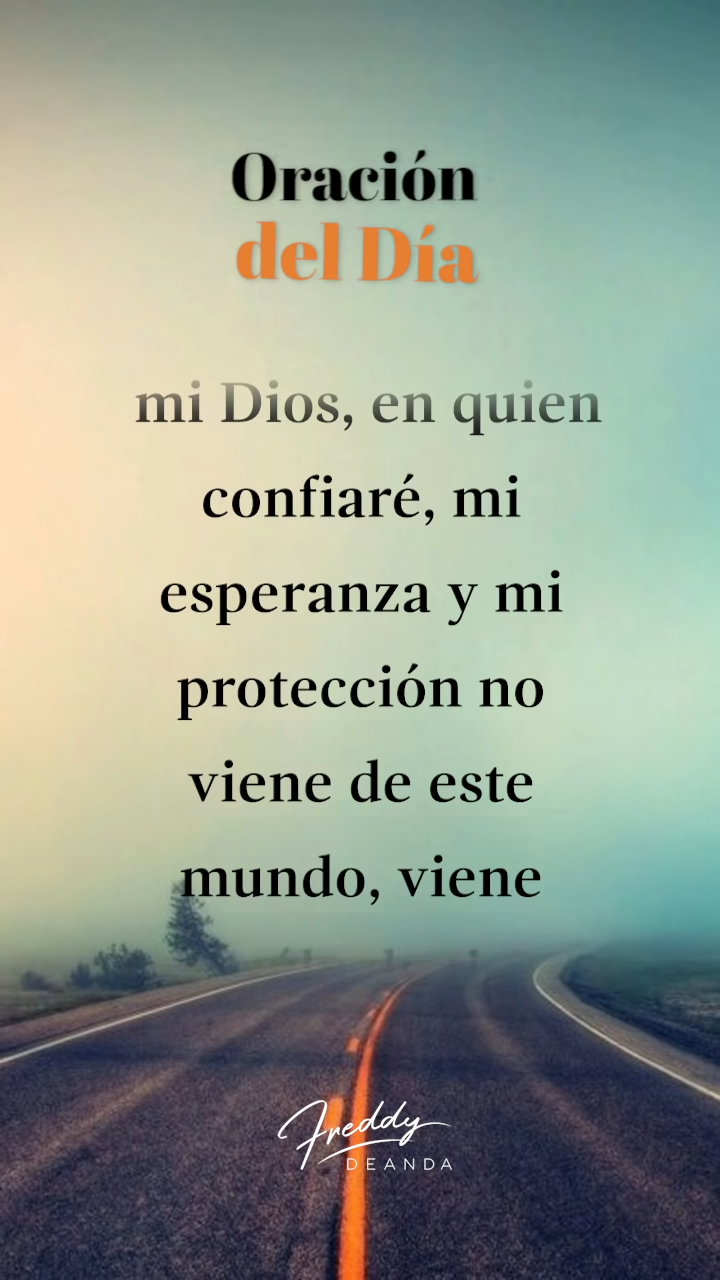 Oración
del Día
mi Dios, en quien
confiaré, mi
esperanza y mi
protección no
viene de este
mundo, viene
Freddy
DEANDA